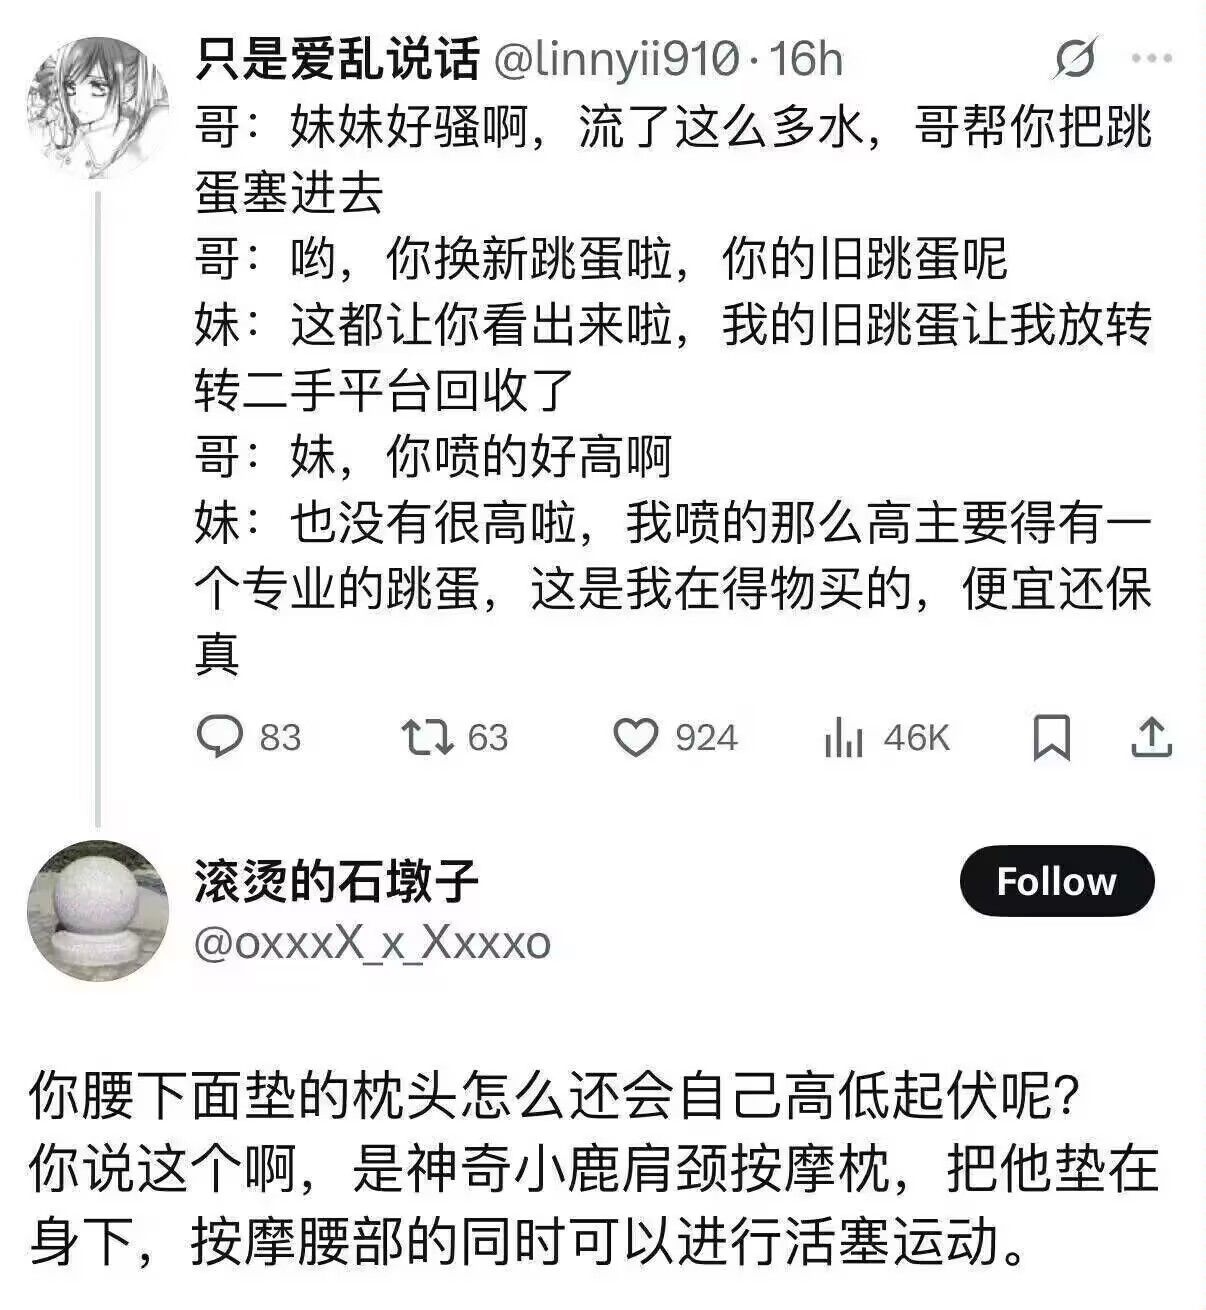 只是爱乱说话 @linnyii910 · 16h
哥：妹妹好骚啊，流了这么多水，哥帮你把跳
蛋塞进去
哥：哟，你换新跳蛋啦，你的旧跳蛋呢
妹：这都让你看出来啦，我的旧跳蛋让我放转
转二手平台回收了
哥：妹，你喷的好高啊
妹：也没有很高啦，我喷的那么高主要得有一
个专业的跳蛋，这是我在得物买的，便宜还保
真
83 63 924 46K
滚烫的石墩子
Follow
@oxxxX_x_Xxxxo
你腰下面垫的枕头怎么还会自己高低起伏呢？
你说这个啊，是神奇小鹿肩颈按摩枕，把他垫在
身下，按摩腰部的同时可以进行活塞运动。